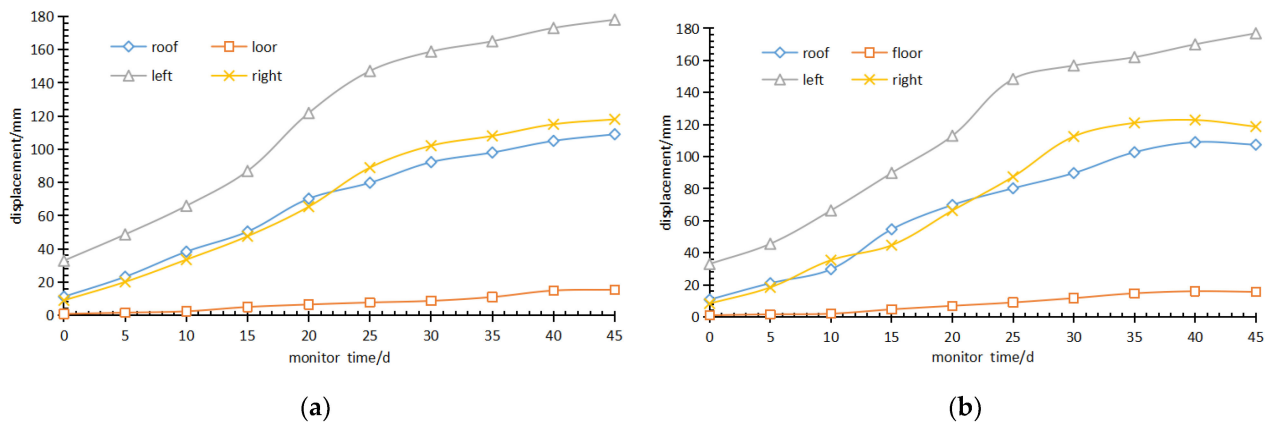 180
160
140
120
100
80
60
40
20
0
displacement/mm
roof loor
left right
0 5 10 15 20 25 30 35 40 45
monitor time/d
(a)
180
160
140
120
100
80
60
40
20
0
displacement/mm
roof floor
left right
0 5 10 15 20 25 30 35 40 45
monitor time/d
(b)